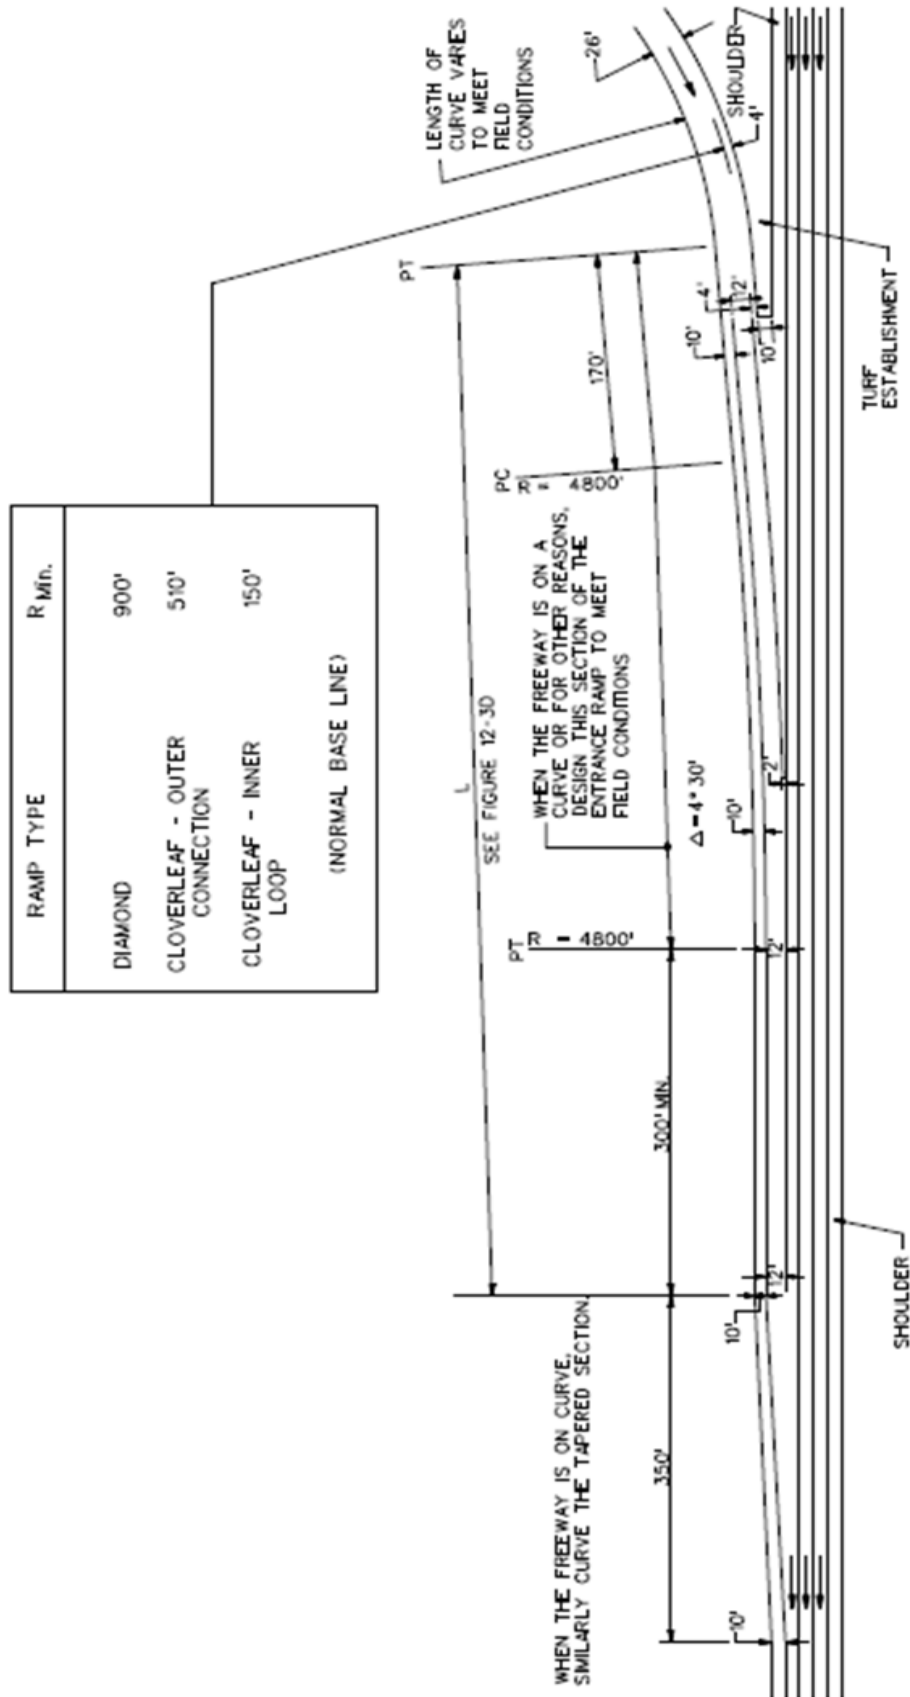 RAMP TYPE
R Min.
DIAMOND
900'
CLOVERLEAF - OUTER
CONNECTION
510'
CLOVERLEAF - INNER
LOOP
150'
(NORMAL BASE LINE)
LENGTH OF
CURVE VARIES
TO MEET
FIELD
CONDITIONS
26'
SHOULDER
4'
PT
L
SEE FIGURE 12-3D
170'
PC
R = 4800'
4'
12'
10'
10'
TURF
ESTABLISHMENT
WHEN THE FREEWAY IS ON A
CURVE OR FOR OTHER REASONS,
DESIGN THIS SECTION OF THE
ENTRANCE RAMP TO MEET
FIELD CONDITIONS
Δ=4°30'
10'
2'
PT
R = 4800'
12'
300' MIN.
12'
10'
SHOULDER
WHEN THE FREEWAY IS ON CURVE,
SIMILARLY CURVE THE TAPERED SECTION.
350'
10'